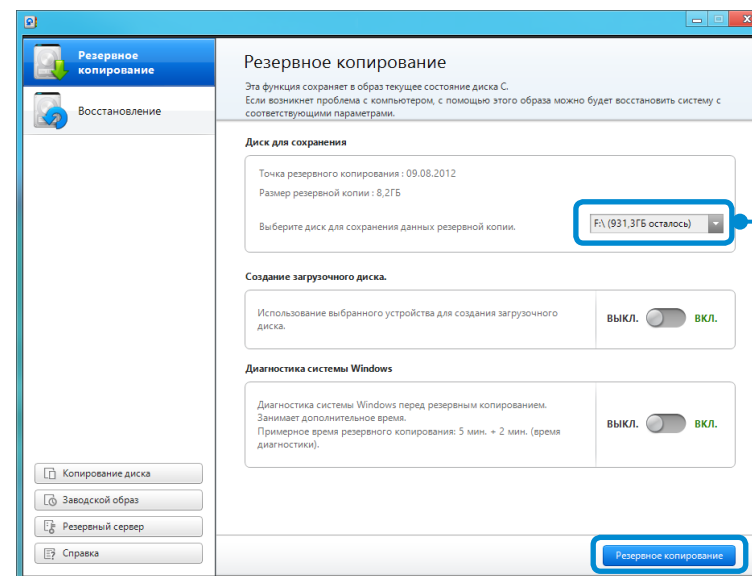 Резервное
копирование
Восстановление
Резервное копирование
Эта функция сохраняет в образ текущее состояние диска C.
Если возникнет проблема с компьютером, с помощью этого образа можно будет восстановить систему с
соответствующими параметрами.
Диск для сохранения
Точка резервного копирования : 09.08.2012
Размер резервной копии : 8,2ГБ
Выберите диск для сохранения данных резервной копии.
F:\ (931,3ГБ осталось)
Создание загрузочного диска.
Использование выбранного устройства для создания загрузочного
диска.
ВЫКЛ. ВКЛ.
Диагностика системы Windows
Диагностика системы Windows перед резервным копированием.
Занимает дополнительное время.
Примерное время резервного копирования: 5 мин. + 2 мин. (время
диагностики).
ВЫКЛ. ВКЛ.
Копирование диска
Заводской образ
Резервный сервер
Справка
Резервное копирование